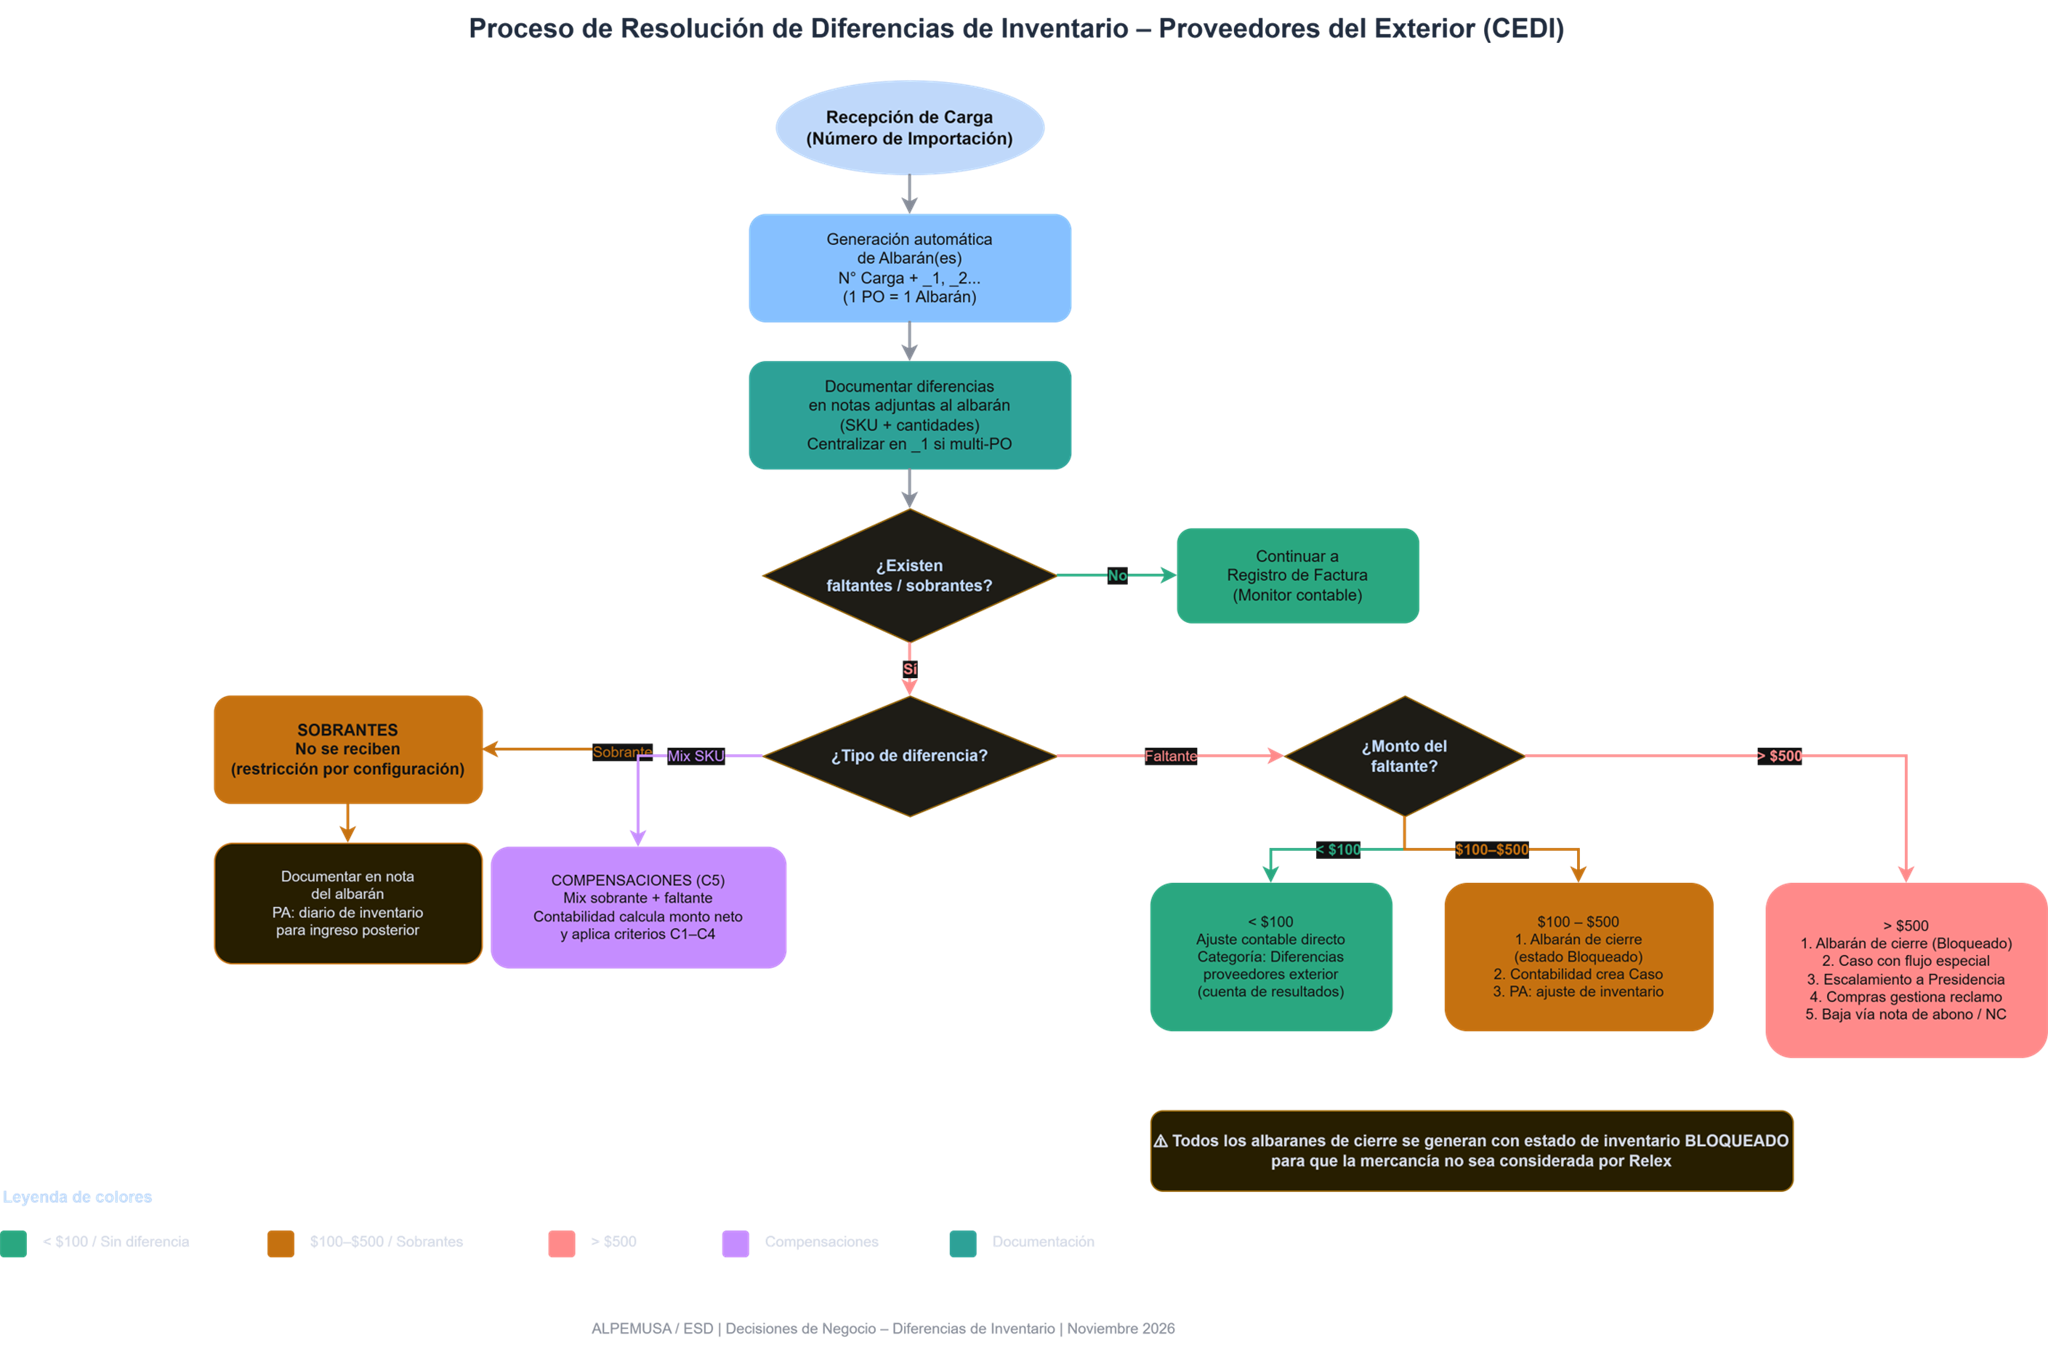 Proceso de Resolución de Diferencias de Inventario – Proveedores del Exterior (CEDI)
Recepción de Carga
(Número de Importación)
Generación automática
de Albarán(es)
N° Carga + _1, _2...
(1 PO = 1 Albarán)
Documentar diferencias
en notas adjuntas al albarán
(SKU + cantidades)
Centralizar en _1 si multi-PO
¿Existen
faltantes / sobrantes?
No
Continuar a
Registro de Factura
(Monitor contable)
Sí
SOBRANTES
No se reciben
(restricción por configuración)
Sobrante
Mix SKU
¿Tipo de diferencia?
Faltante
¿Monto del
faltante?
> $500
< $100
$100–$500
Documentar en nota
del albarán
PA: diario de inventario
para ingreso posterior
COMPENSACIONES (C5)
Mix sobrante + faltante
Contabilidad calcula monto neto
y aplica criterios C1–C4
< $100
Ajuste contable directo
Categoría: Diferencias
proveedores exterior
(cuenta de resultados)
$100 – $500
1. Albarán de cierre
(estado Bloqueado)
2. Contabilidad crea Caso
3. PA: ajuste de inventario
> $500
1. Albarán de cierre (Bloqueado)
2. Caso con flujo especial
3. Escalamiento a Presidencia
4. Compras gestiona reclamo
5. Baja vía nota de abono / NC
⚠ Todos los albaranes de cierre se generan con estado de inventario BLOQUEADO
para que la mercancía no sea considerada por Relex
Leyenda de colores
< $100 / Sin diferencia
$100–$500 / Sobrantes
> $500
Compensaciones
Documentación
ALPEMUSA / ESD | Decisiones de Negocio – Diferencias de Inventario | Noviembre 2026